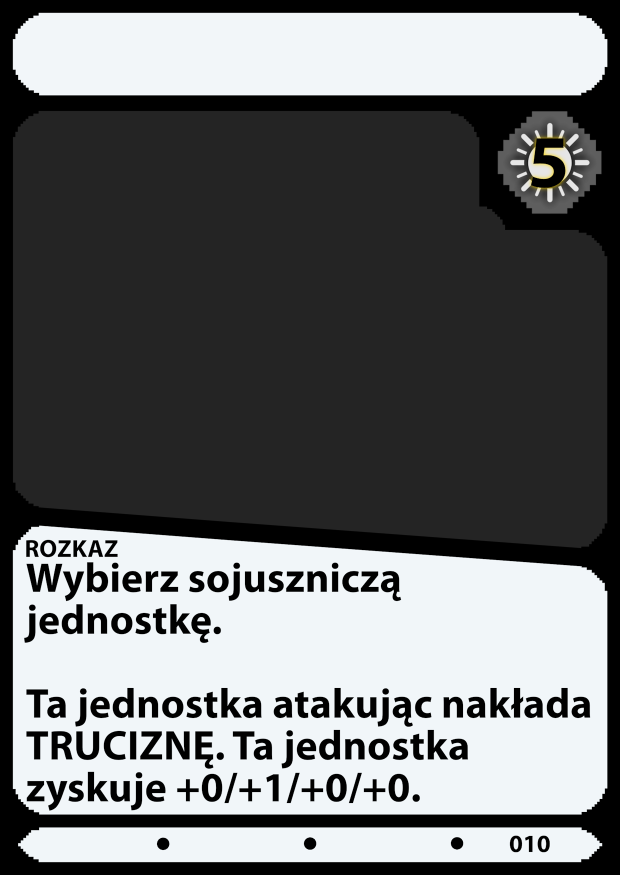 5
ROZKAZ
Wybierz sojuszniczą
jednostkę.
Ta jednostka atakując nakłada
TRUCIZNĘ. Ta jednostka
zyskuje +0/+1/+0/+0.
• • • 010